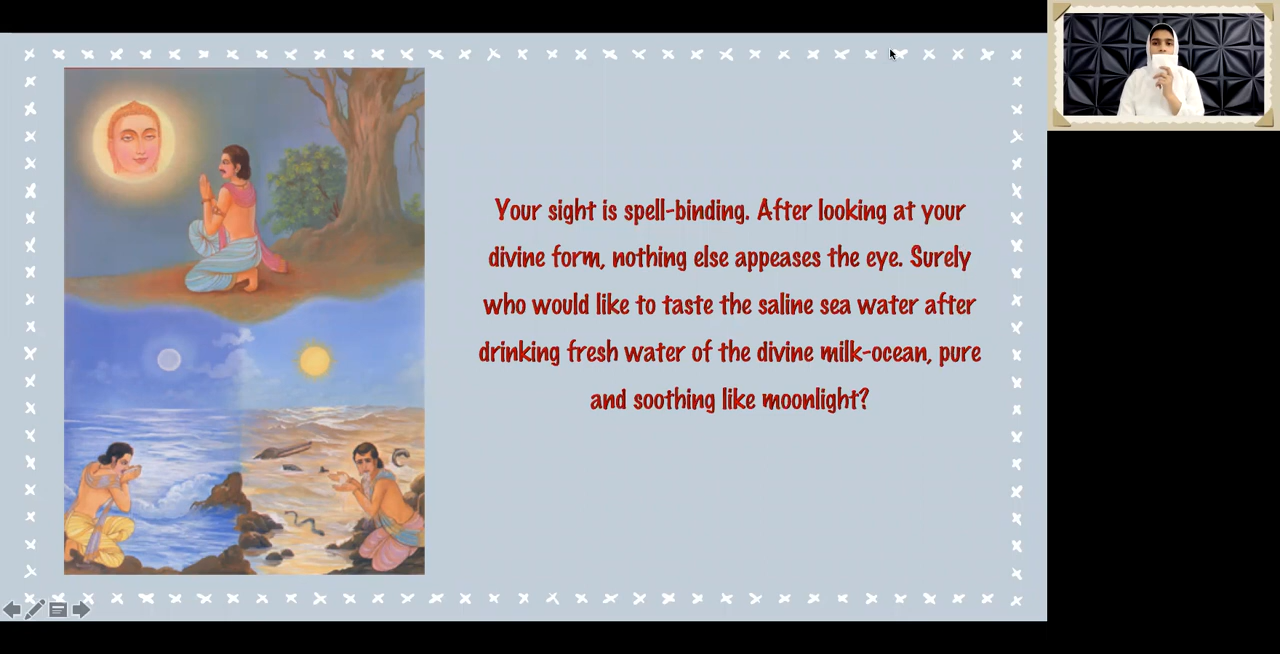 Your sight is spell-binding. After looking at your
divine form, nothing else appeases the eye. Surely
who would like to taste the saline sea water after
drinking fresh water of the divine milk-ocean, pure
and soothing like moonlight?